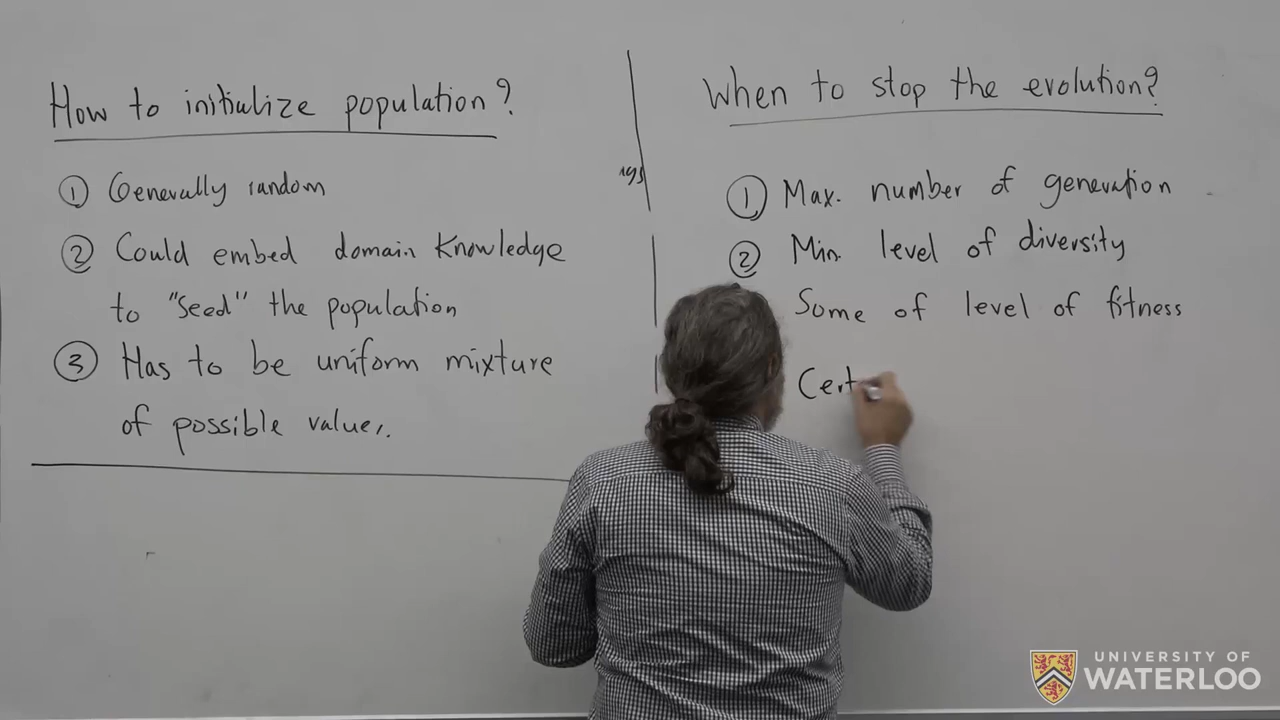 How to initialize population?
① Generally random
② Could embed domain Knowledge
to "seed" the population
③ Has to be uniform mixture
of possible values.
When to stop the evolution?
① Max. number of generation
② Min. level of diversity
Some of level of fitness
Cert
UNIVERSITY OF
WATERLOO